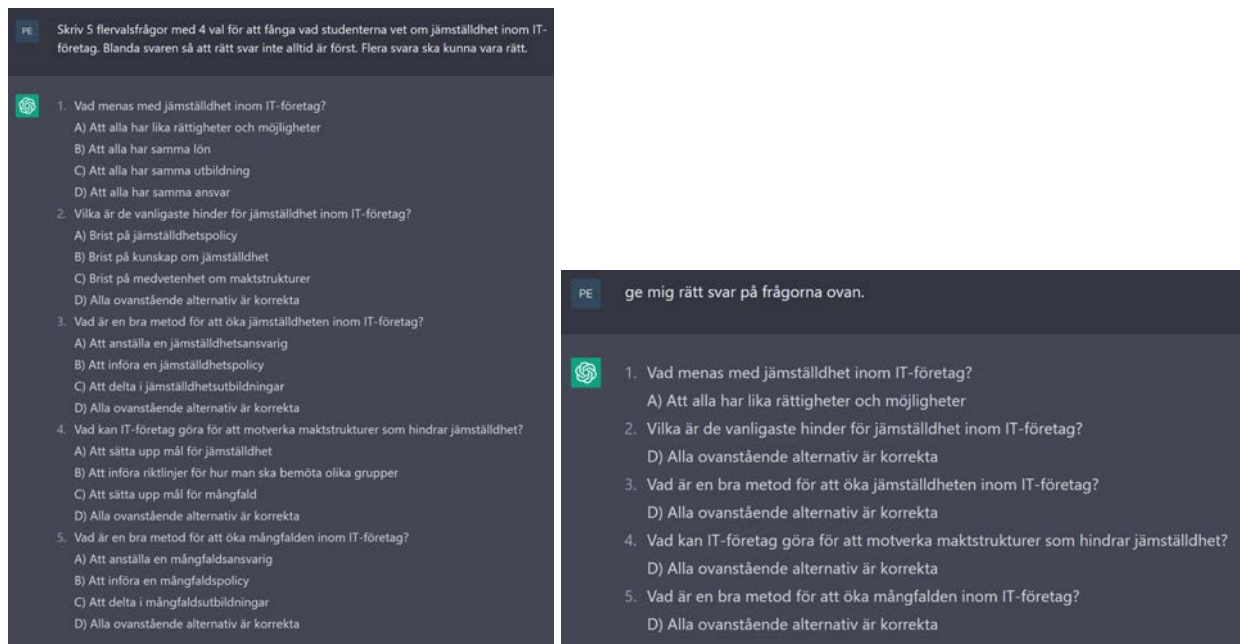 PE
Skriv 5 flervalsfrågor med 4 val för att fånga vad studenterna vet om jämställdhet inom IT-
företag. Blanda svaren så att rätt svar inte alltid är först. Flera svara ska kunna vara rätt.
1. Vad menas med jämställdhet inom IT-företag?
A) Att alla har lika rättigheter och möjligheter
B) Att alla har samma lön
C) Att alla har samma utbildning
D) Att alla har samma ansvar
2. Vilka är de vanligaste hinder för jämställdhet inom IT-företag?
A) Brist på jämställdhetspolicy
B) Brist på kunskap om jämställdhet
C) Brist på medvetenhet om maktstrukturer
D) Alla ovanstående alternativ är korrekta
3. Vad är en bra metod för att öka jämställdheten inom IT-företag?
A) Att anställa en jämställdhetsansvarig
B) Att införa en jämställdhetspolicy
C) Att delta i jämställdhetsutbildningar
D) Alla ovanstående alternativ är korrekta
4. Vad kan IT-företag göra för att motverka maktstrukturer som hindrar jämställdhet?
A) Att sätta upp mål för jämställdhet
B) Att införa riktlinjer för hur man ska bemöta olika grupper
C) Att sätta upp mål för mångfald
D) Alla ovanstående alternativ är korrekta
5. Vad är en bra metod för att öka mångfalden inom IT-företag?
A) Att anställa en mångfaldsansvarig
B) Att införa en mångfaldspolicy
C) Att delta i mångfaldsutbildningar
D) Alla ovanstående alternativ är korrekta
PE
ge mig rätt svar på frågorna ovan.
1. Vad menas med jämställdhet inom IT-företag?
A) Att alla har lika rättigheter och möjligheter
2. Vilka är de vanligaste hinder för jämställdhet inom IT-företag?
D) Alla ovanstående alternativ är korrekta
3. Vad är en bra metod för att öka jämställdheten inom IT-företag?
D) Alla ovanstående alternativ är korrekta
4. Vad kan IT-företag göra för att motverka maktstrukturer som hindrar jämställdhet?
D) Alla ovanstående alternativ är korrekta
5. Vad är en bra metod för att öka mångfalden inom IT-företag?
D) Alla ovanstående alternativ är korrekta